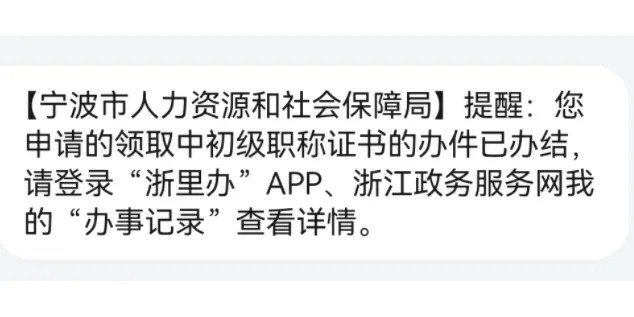 【宁波市人力资源和社会保障局】提醒：您
申请的领取中初级职称证书的办件已办结，
请登录“浙里办”APP、浙江政务服务网我
的“办事记录”查看详情。